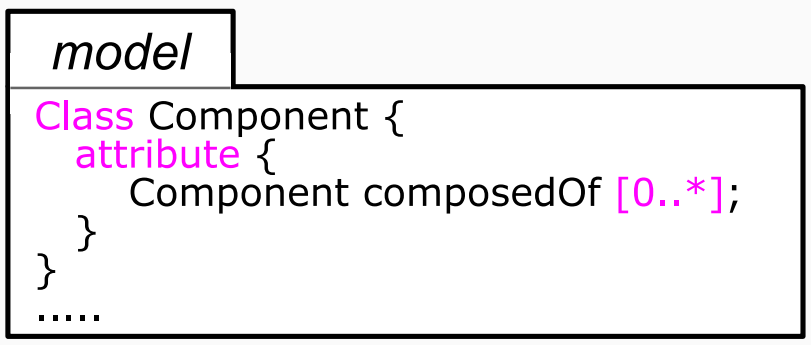 model
Class Component {
attribute {
Component composedOf [0..*];
}
}
.....